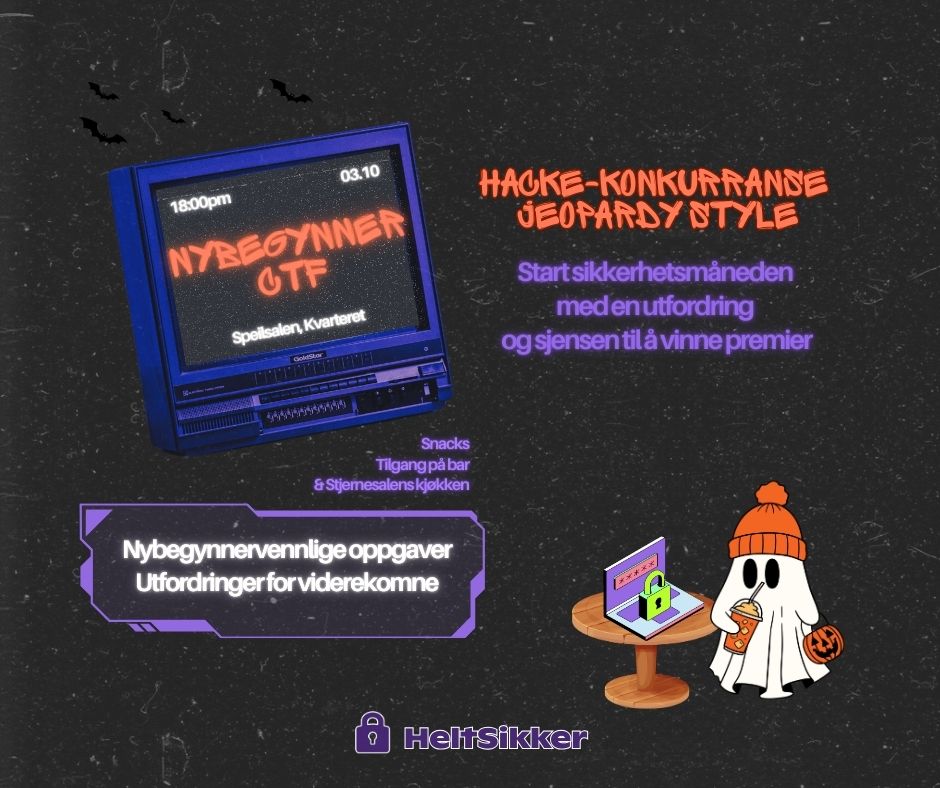 18:00pm
03.10
NYBEGYNNER
CTF
Speilsalen, Kvarteret
GoldStar
HACKE-KONKURRANSE
JEOPARDY STYLE
Start sikkerhetsmåneden
med en utfordring
og sjensen til å vinne premier
Snacks
Tilgang på bar
& Stjernesalens kjøkken
Nybegynnervennlige oppgaver
Utfordringer for viderekomne
*****
HeltSikker